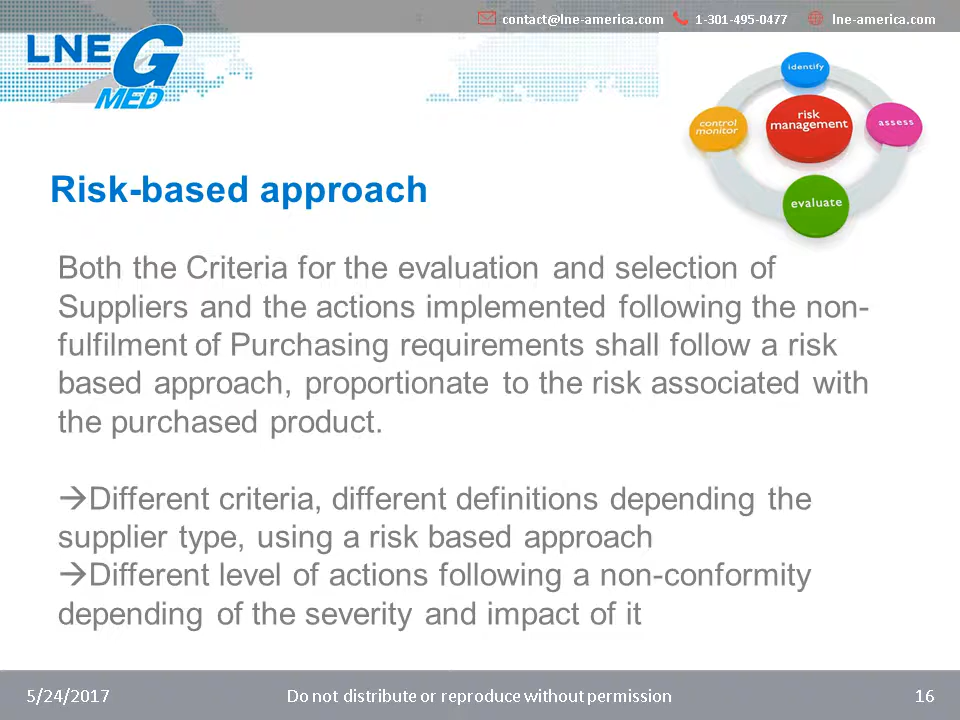 contact@lne-america.com 1-301-495-0477 lne-america.com
LNE G
MED
identify
control
monitor
risk
management
assess
evaluate
Risk-based approach
Both the Criteria for the evaluation and selection of
Suppliers and the actions implemented following the non-
fulfilment of Purchasing requirements shall follow a risk
based approach, proportionate to the risk associated with
the purchased product.
→Different criteria, different definitions depending the
supplier type, using a risk based approach
→Different level of actions following a non-conformity
depending of the severity and impact of it
5/24/2017 Do not distribute or reproduce without permission 16